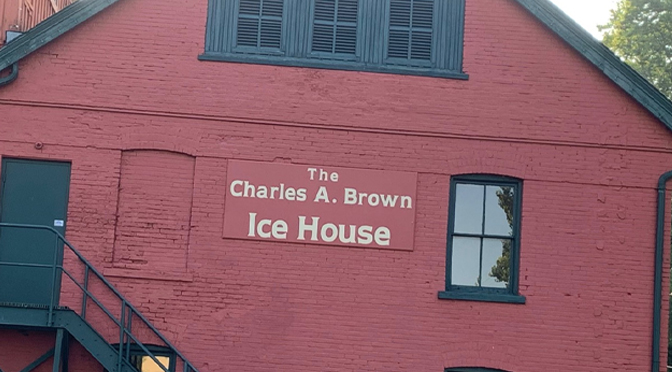 The
Charles A. Brown
Ice House